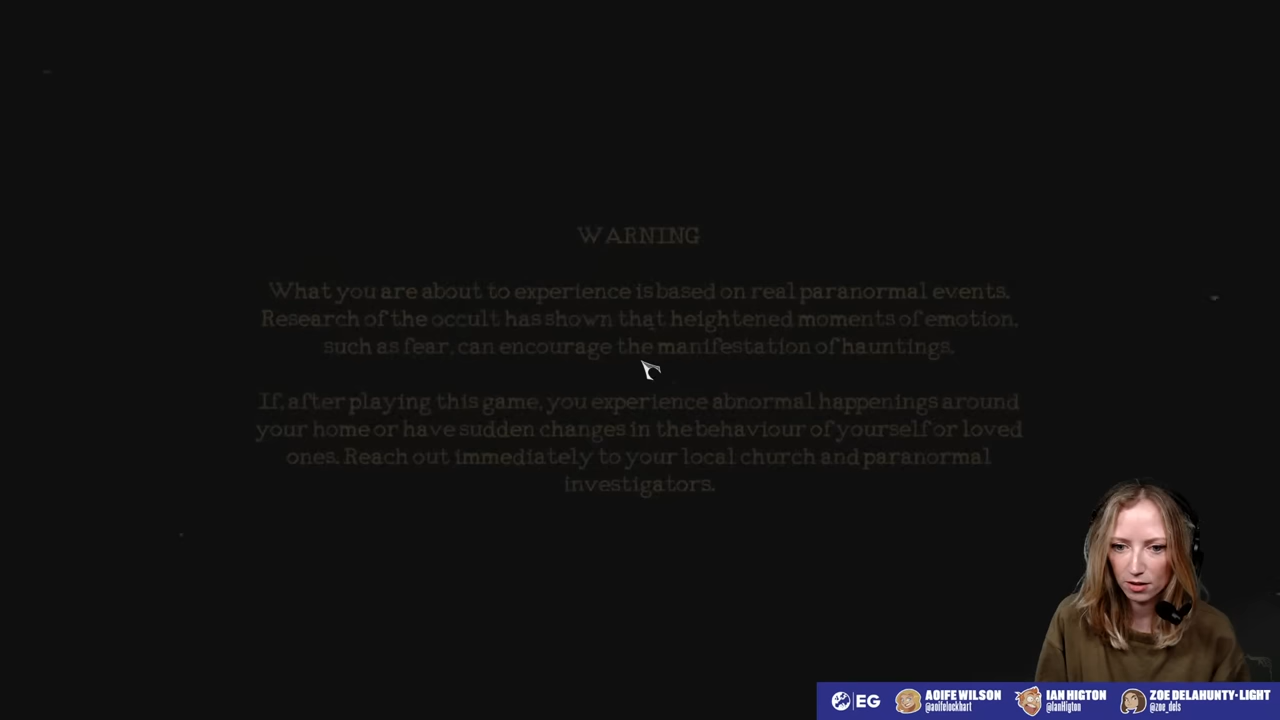 WARNING
What you are about to experience is based on real paranormal events.
Research of the occult has shown that heightened moments of emotion,
such as fear, can encourage the manifestation of hauntings.
If, after playing this game, you experience abnormal happenings around
your home or have sudden changes in the behaviour of yourself or loved
ones. Reach out immediately to your local church and paranormal
investigators.
EG
AOIFE WILSON
@aoifelockhart
IAN HIGTON
@IanHigton
ZOE DELAHUNTY-LIGHT
@zoe_dels